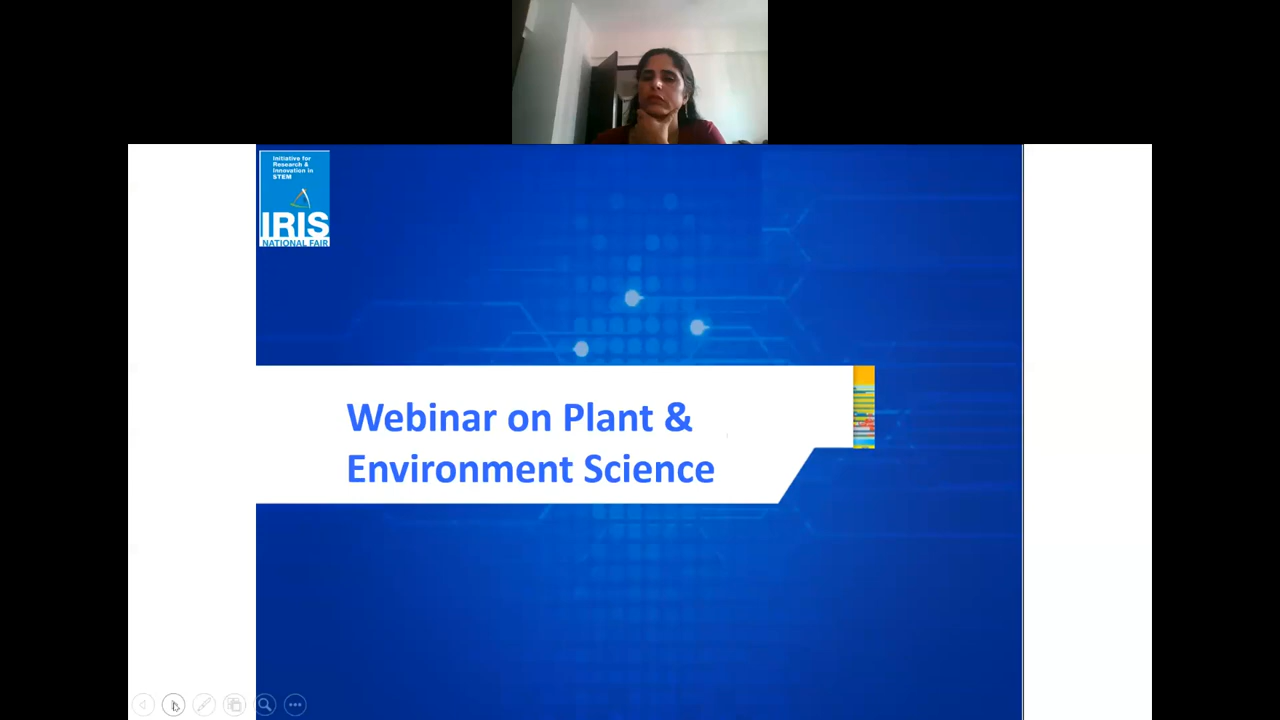 Initiative for
Research &
Innovation in
STEM
IRIS
NATIONAL FAIR
Webinar on Plant &
Environment Science